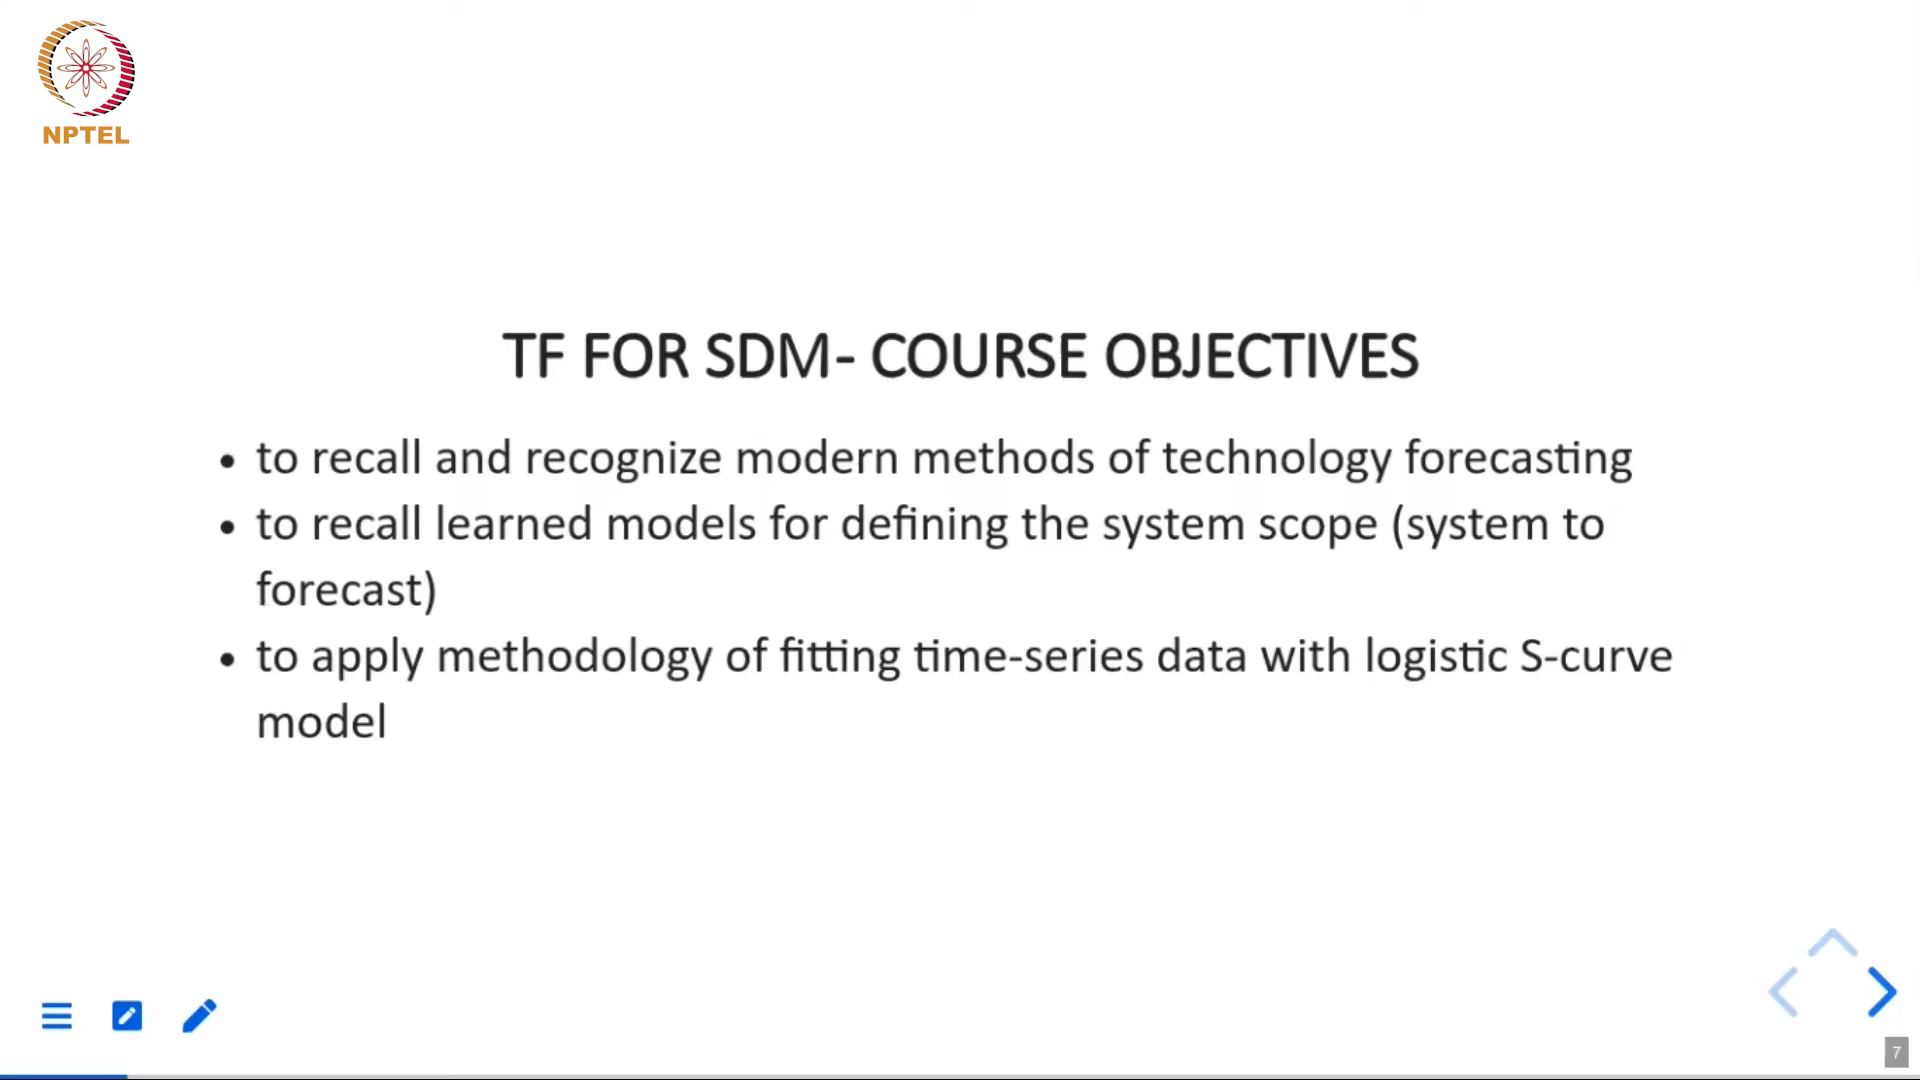 NPTEL
TF FOR SDM- COURSE OBJECTIVES
• to recall and recognize modern methods of technology forecasting
• to recall learned models for defining the system scope (system to
forecast)
• to apply methodology of fitting time-series data with logistic S-curve
model
7